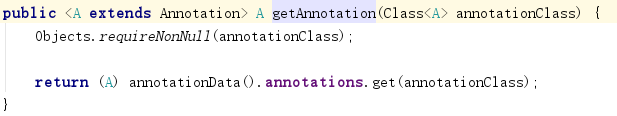 public <A extends Annotation> A getAnnotation(Class<A> annotationClass) {
Objects.requireNonNull(annotationClass);
return (A) annotationData().annotations.get(annotationClass);
}